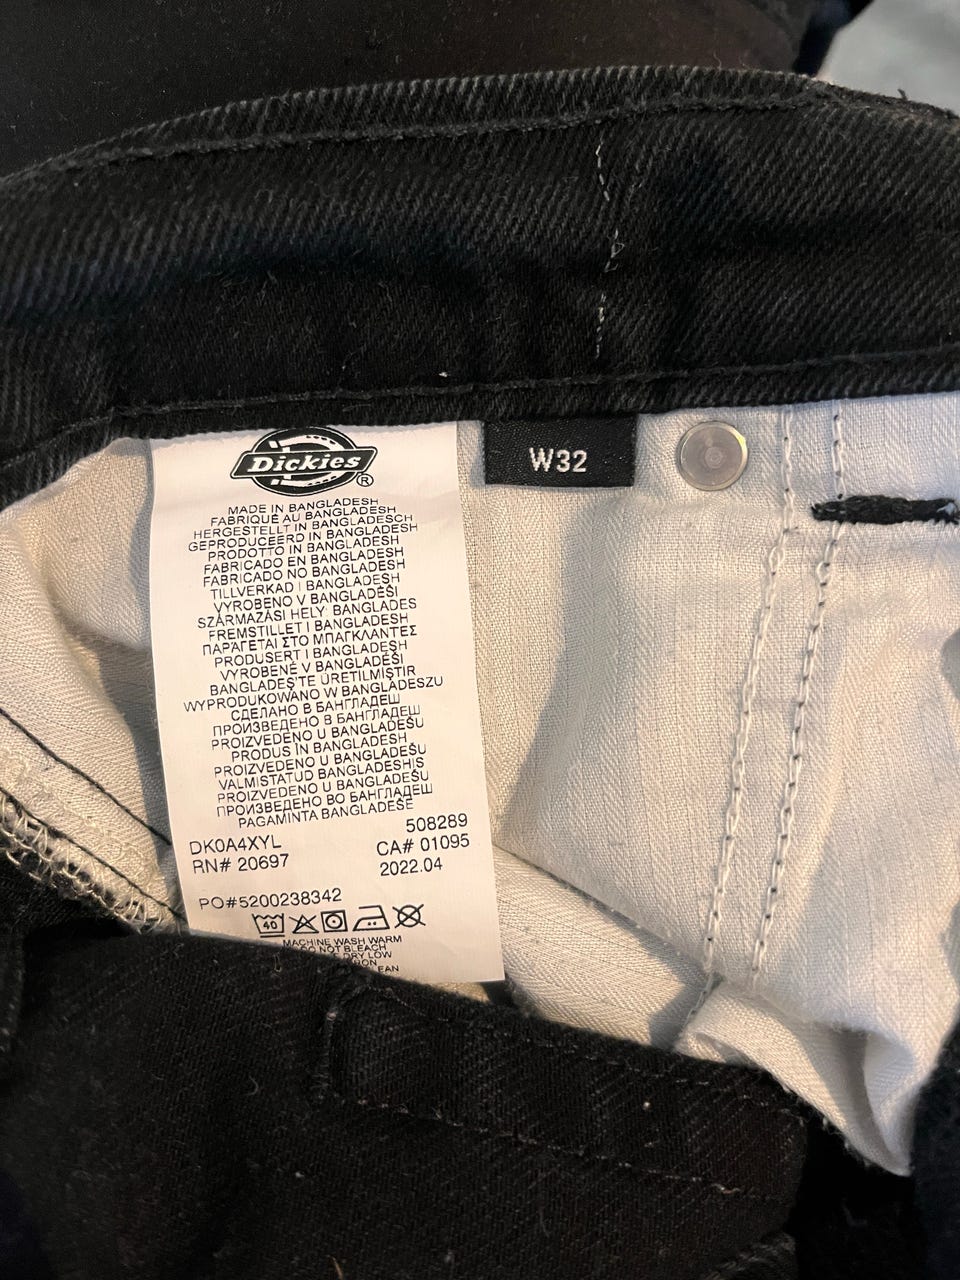 Dickies®
W32
MADE IN BANGLADESH
FABRIQUÉ AU BANGLADESH
HERGESTELLT IN BANGLADESCH
GEPRODUCEERD IN BANGLADESH
PRODOTTO IN BANGLADESH
FABRICADO EN BANGLADESH
FABRICADO NO BANGLADESH
TILLVERKAD I BANGLADESH
VYROBENO V BANGLADÉŠI
SZÁRMAZÁSI HELY: BANGLADES
FREMSTILLET I BANGLADESH
ΠΑΡΑΓΕΤΑΙ ΣΤΟ ΜΠΑΓΚΛΑΝΤΕΣ
PRODUSERT I BANGLADESH
VYROBENÉ V BANGLADÉŠI
BANGLADEŞ'TE ÜRETILMIŞTIR
WYPRODUKOWANO W BANGLADESZU
СДЕЛАНО В БАНГЛАДЕШ
ПРОИЗВЕДЕНО В БАНГЛАДЕШ
PROIZVEDENO U BANGLADEŠU
PRODUS ÎN BANGLADESH
PROIZVEDENO U BANGLADEŠU
VALMISTATUD BANGLADESHIS
PROIZVEDENO U BANGLADEŠU
ПРОИЗВЕДЕНО ВО БАНГЛАДЕШ
PAGAMINTA BANGLADEŠE
508289
DK0A4XYL CA# 01095
RN# 20697 2022.04
PO#5200238342
40
MACHINE WASH WARM
NOT BLEACH
DRY LOW